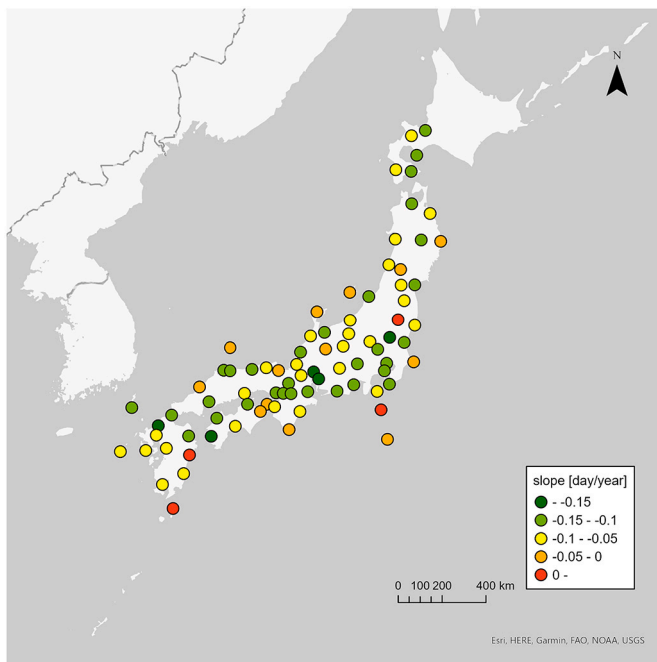 N
slope [day/year]
- -0.15
-0.15 - -0.1
-0.1 - -0.05
-0.05 - 0
0 -
0 100 200 400 km
Esri, HERE, Garmin, FAO, NOAA, USGS